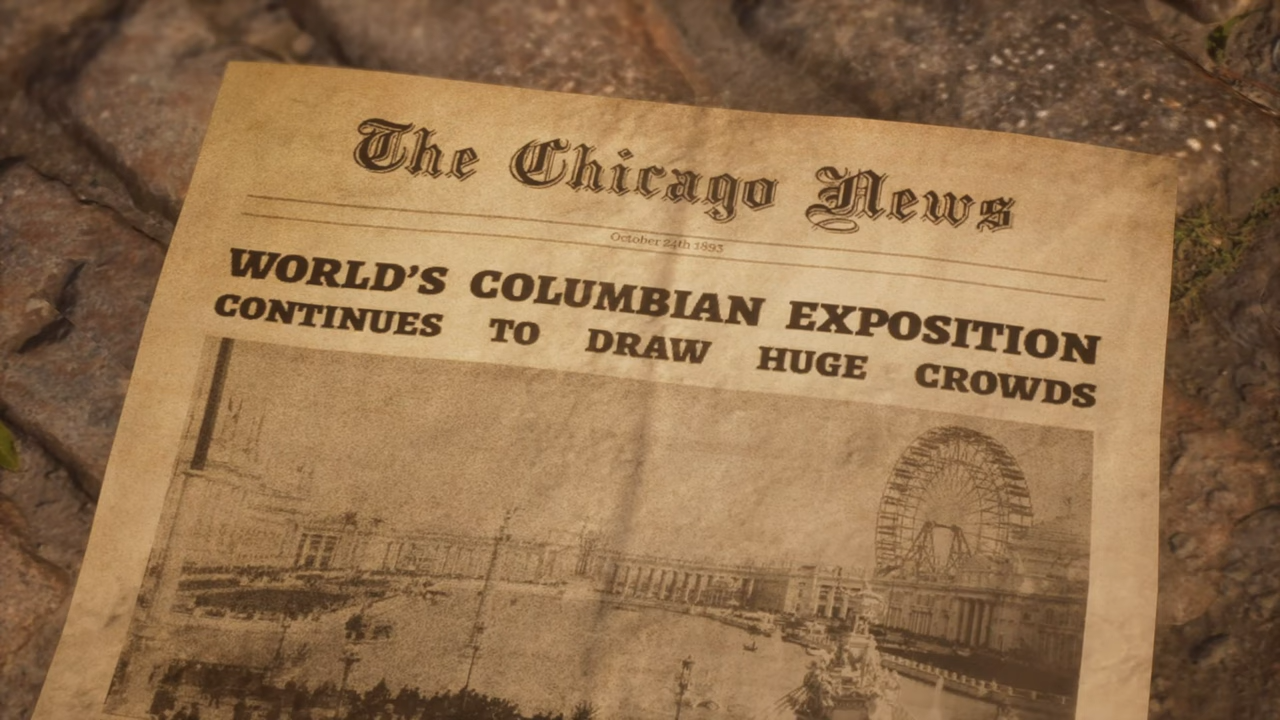 The Chicago News
October 24th 1893
WORLD'S COLUMBIAN EXPOSITION
CONTINUES TO DRAW HUGE CROWDS